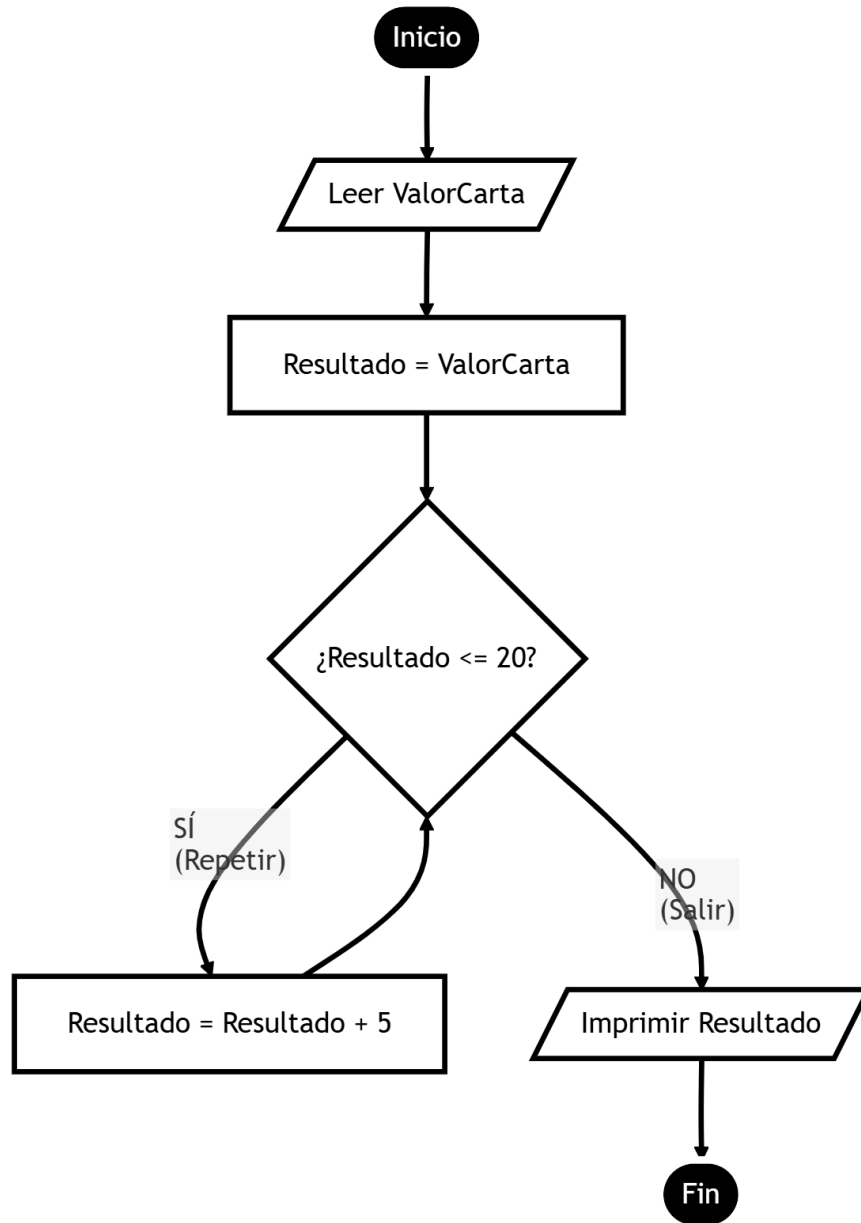 Inicio
Leer ValorCarta
Resultado = ValorCarta
¿Resultado <= 20?
SÍ
(Repetir)
NO
(Salir)
Resultado = Resultado + 5
Imprimir Resultado
Fin